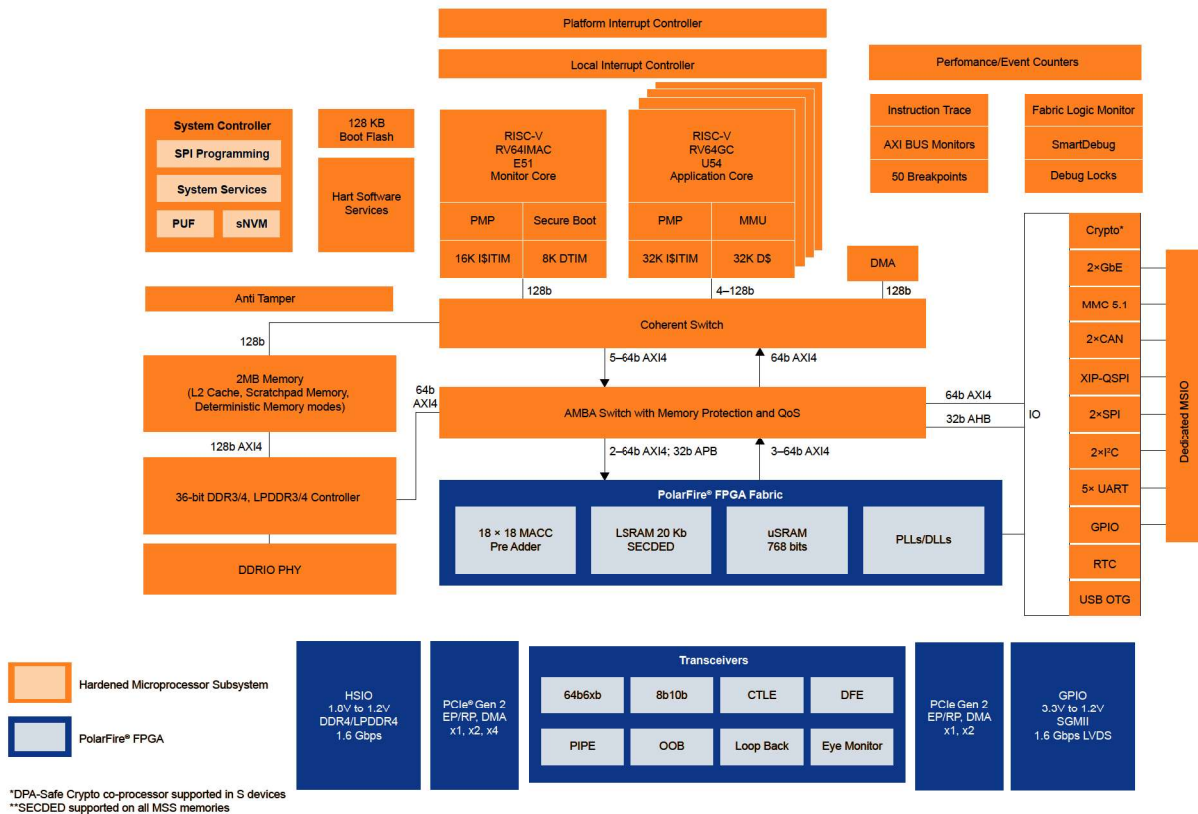 Platform Interrupt Controller
Local Interrupt Controller
Perfomance/Event Counters
System Controller
SPI Programming
System Services
PUF
sNVM
128 KB
Boot Flash
Hart Software
Services
RISC-V
RV64IMAC
E51
Monitor Core
PMP
Secure Boot
16K I$ITIM
8K DTIM
RISC-V
RV64GC
U54
Application Core
PMP
MMU
32K I$ITIM
32K D$
Instruction Trace
AXI BUS Monitors
50 Breakpoints
Fabric Logic Monitor
SmartDebug
Debug Locks
DMA
Anti Tamper
128b
4–128b
128b
Coherent Switch
128b
5–64b AXI4
64b AXI4
2MB Memory
(L2 Cache, Scratchpad Memory,
Deterministic Memory modes)
64b
AXI4
AMBA Switch with Memory Protection and QoS
64b AXI4
32b AHB
IO
128b AXI4
2–64b AXI4; 32b APB
3–64b AXI4
36-bit DDR3/4, LPDDR3/4 Controller
DDRIO PHY
PolarFire® FPGA Fabric
18 × 18 MACC
Pre Adder
LSRAM 20 Kb
SECDED
uSRAM
768 bits
PLLs/DLLs
Crypto*
2×GbE
MMC 5.1
2×CAN
XIP-QSPI
2×SPI
2×I²C
5× UART
GPIO
RTC
USB OTG
Dedicated MSIO
Hardened Microprocessor Subsystem
PolarFire® FPGA
HSIO
1.0V to 1.2V
DDR4/LPDDR4
1.6 Gbps
PCIe® Gen 2
EP/RP, DMA
x1, x2, x4
Transceivers
64b6xb
8b10b
CTLE
DFE
PIPE
OOB
Loop Back
Eye Monitor
PCIe Gen 2
EP/RP, DMA
x1, x2
GPIO
3.3V to 1.2V
SGMII
1.6 Gbps LVDS
*DPA-Safe Crypto co-processor supported in S devices
**SECDED supported on all MSS memories